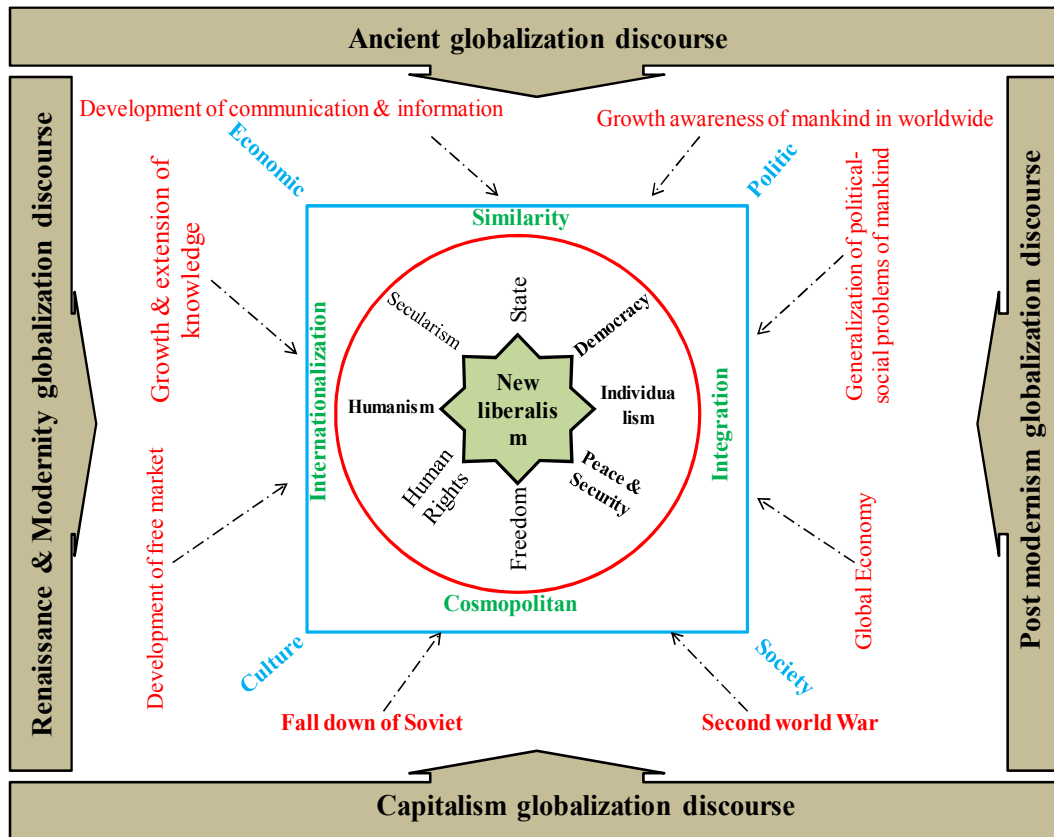 Ancient globalization discourse
Development of communication & information
Growth awareness of mankind in worldwide
Economic
Politic
Renaissance & Modernity globalization discourse
Growth & extension of
knowledge
Development of free market
Similarity
Internationalization
Integration
Cosmopolitan
State
Secularism
Democracy
Humanism
New
liberalis
m
Individua
lism
Human
Rights
Peace &
Security
Freedom
Generalization of political-
social problems of mankind
Global Economy
Post modernism globalization discourse
Culture
Society
Fall down of Soviet
Second world War
Capitalism globalization discourse